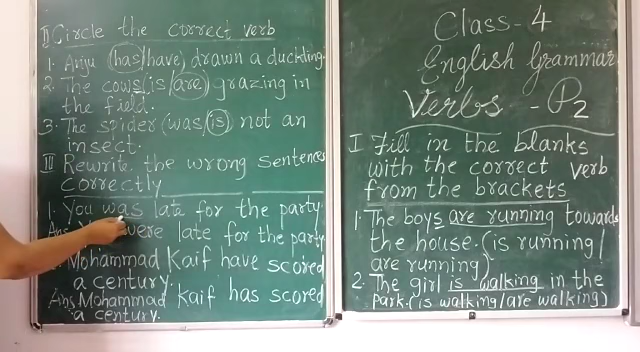 II Circle the correct verb
1. Anju (has/have) drawn a duckling.
2. The cows (is/are) grazing in
the field.
3. The spider (was/is) not an
insect.
III Rewrite the wrong sentences
correctly
1. You was late for the party.
Ans were late for the party
Mohammad Kaif have scored
a century.
Ans Mohammad Kaif has scored
a century.
Class-4
English Grammar
Verbs - P2
I Fill in the blanks
with the correct verb
from the brackets
1. The boys are running towards
the house. (is running/
are running)
2. The girl is walking in the
Park. (is walking/are walking)